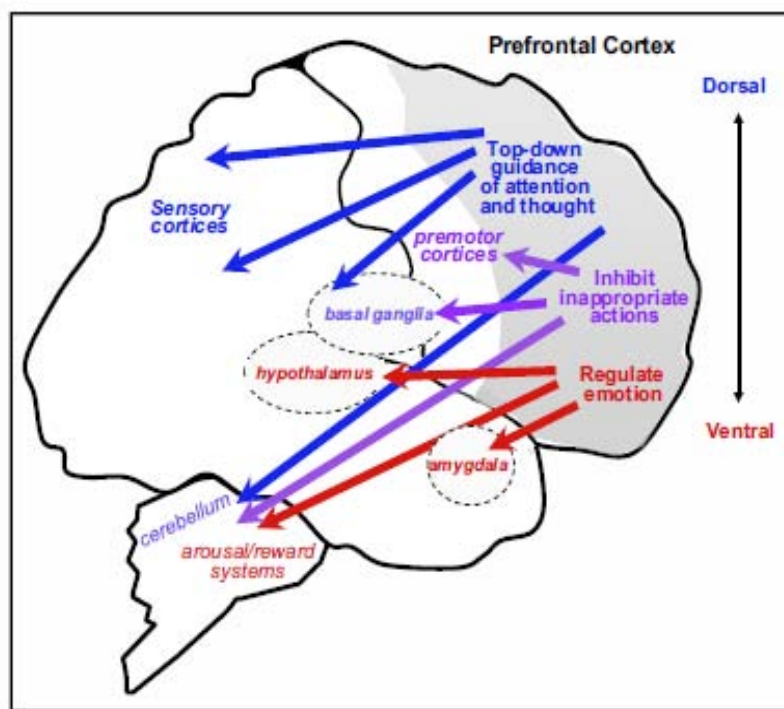 Prefrontal Cortex
Dorsal
Top-down
guidance
of attention
and thought
Sensory
cortices
premotor
cortices
Inhibit
inappropriate
actions
basal ganglia
hypothalamus
Regulate
emotion
Ventral
amygdala
cerebellum
arousal/reward
systems